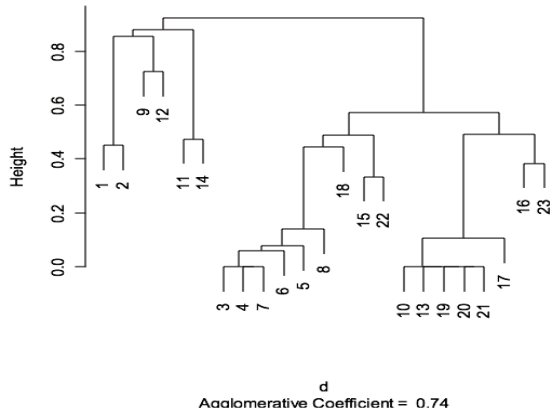 Height
0.0 0.2 0.4 0.6 0.8
1 2 9 12 11 14 3 4 7 6 5 8 18 15 22 10 13 19 20 21 17 16 23
d
Agglomerative Coefficient = 0.74